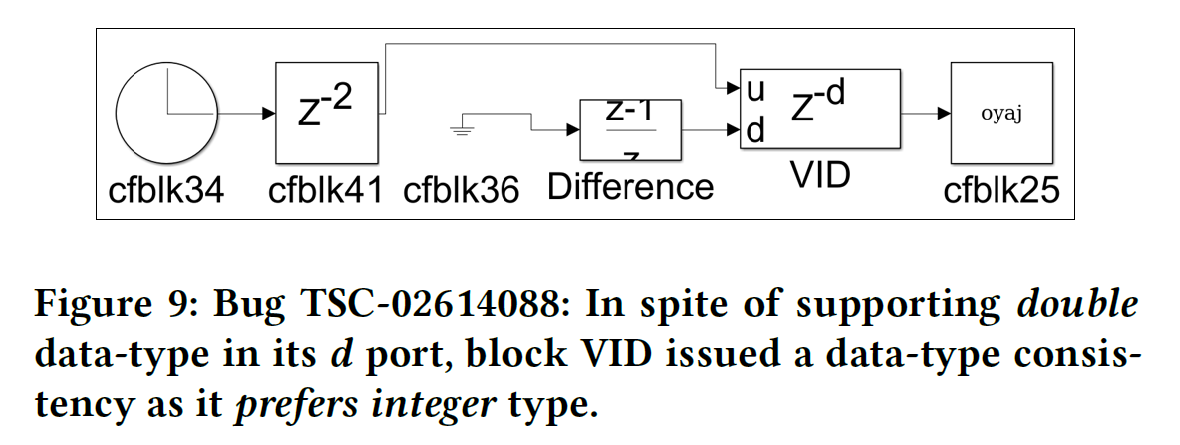 z-2
u
d
z-d
z-1
z
oyaj
cfblk34
cfblk41
cfblk36
Difference
VID
cfblk25
Figure 9: Bug TSC-02614088: In spite of supporting double
data-type in its d port, block VID issued a data-type consis-
tency as it prefers integer type.